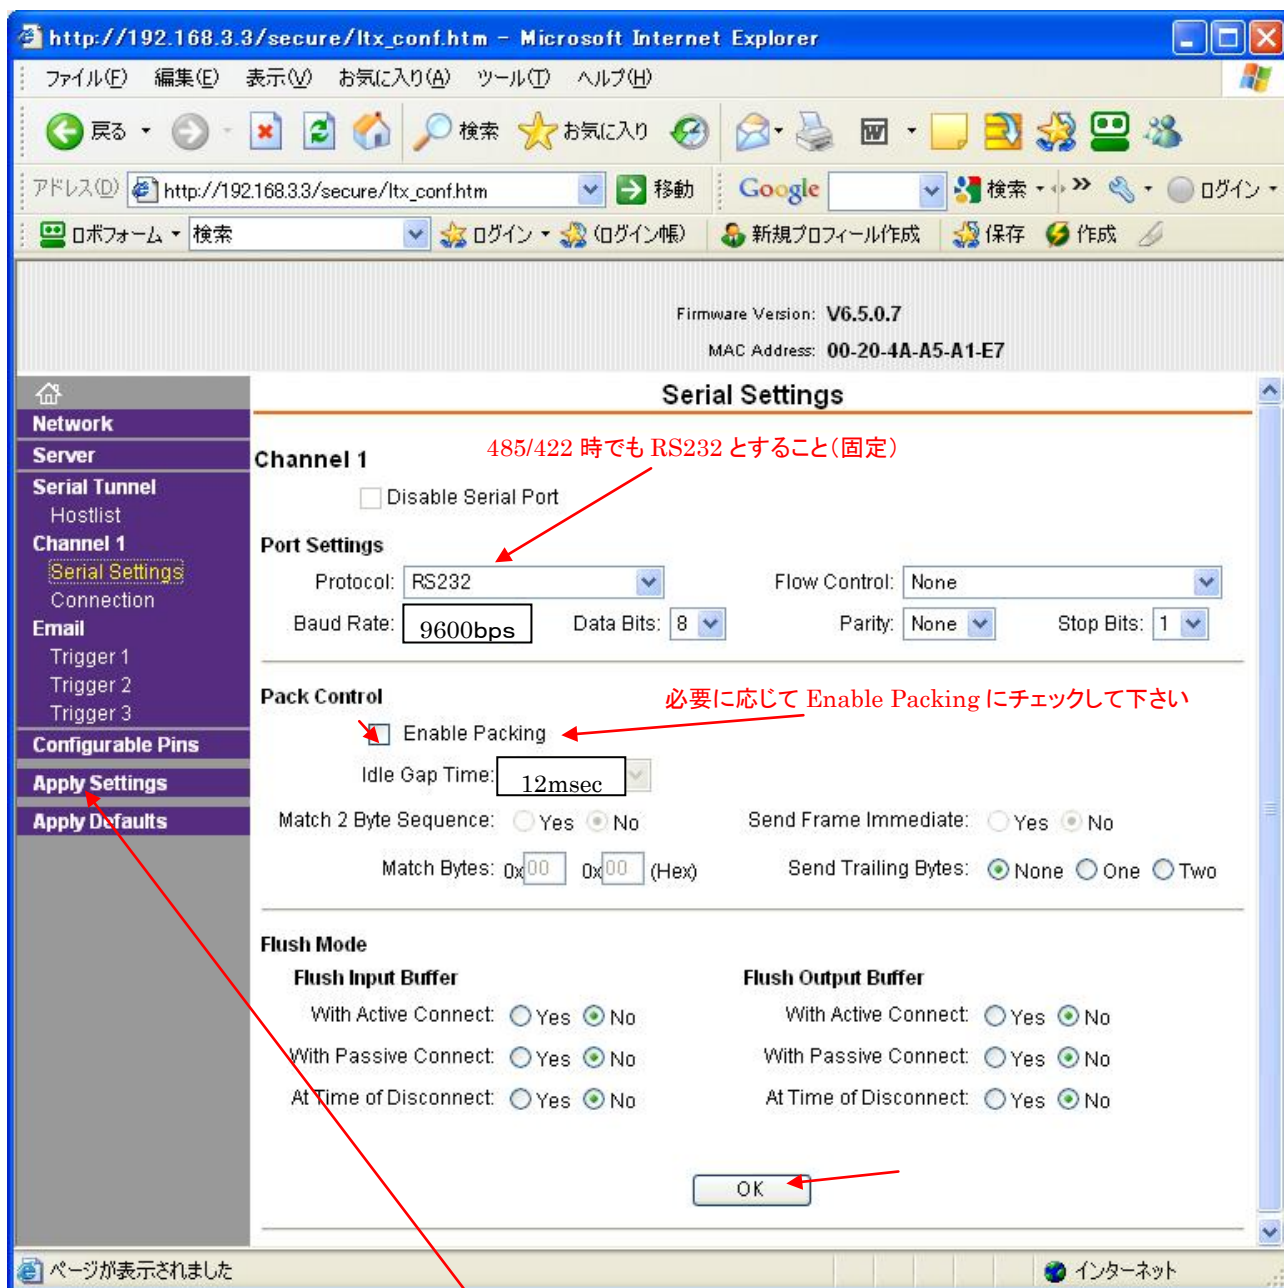 http://192.168.3.3/secure/ltx_conf.htm - Microsoft Internet Explorer
ファイル(F) 編集(E) 表示(V) お気に入り(A) ツール(T) ヘルプ(H)
戻る 検索 お気に入り
アドレス(D) http://192.168.3.3/secure/ltx_conf.htm 移動 Google 検索 ログイン
ロボフォーム 検索 ログイン (ログイン帳) 新規プロフィール作成 保存 作成
Firmware Version: V6.5.0.7
MAC Address: 00-20-4A-A5-A1-E7
Network
Server
Serial Tunnel
Hostlist
Channel 1
Serial Settings
Connection
Email
Trigger 1
Trigger 2
Trigger 3
Configurable Pins
Apply Settings
Apply Defaults
Serial Settings
485/422 時でも RS232 とすること(固定)
Channel 1
Disable Serial Port
Port Settings
Protocol: RS232 Flow Control: None
Baud Rate: 9600bps Data Bits: 8 Parity: None Stop Bits: 1
Pack Control
必要に応じて Enable Packing にチェックして下さい
Enable Packing
Idle Gap Time: 12msec
Match 2 Byte Sequence: Yes No Send Frame Immediate: Yes No
Match Bytes: 0x00 0x00 (Hex) Send Trailing Bytes: None One Two
Flush Mode
Flush Input Buffer Flush Output Buffer
With Active Connect: Yes No With Active Connect: Yes No
With Passive Connect: Yes No With Passive Connect: Yes No
At Time of Disconnect: Yes No At Time of Disconnect: Yes No
OK
ページが表示されました インターネット